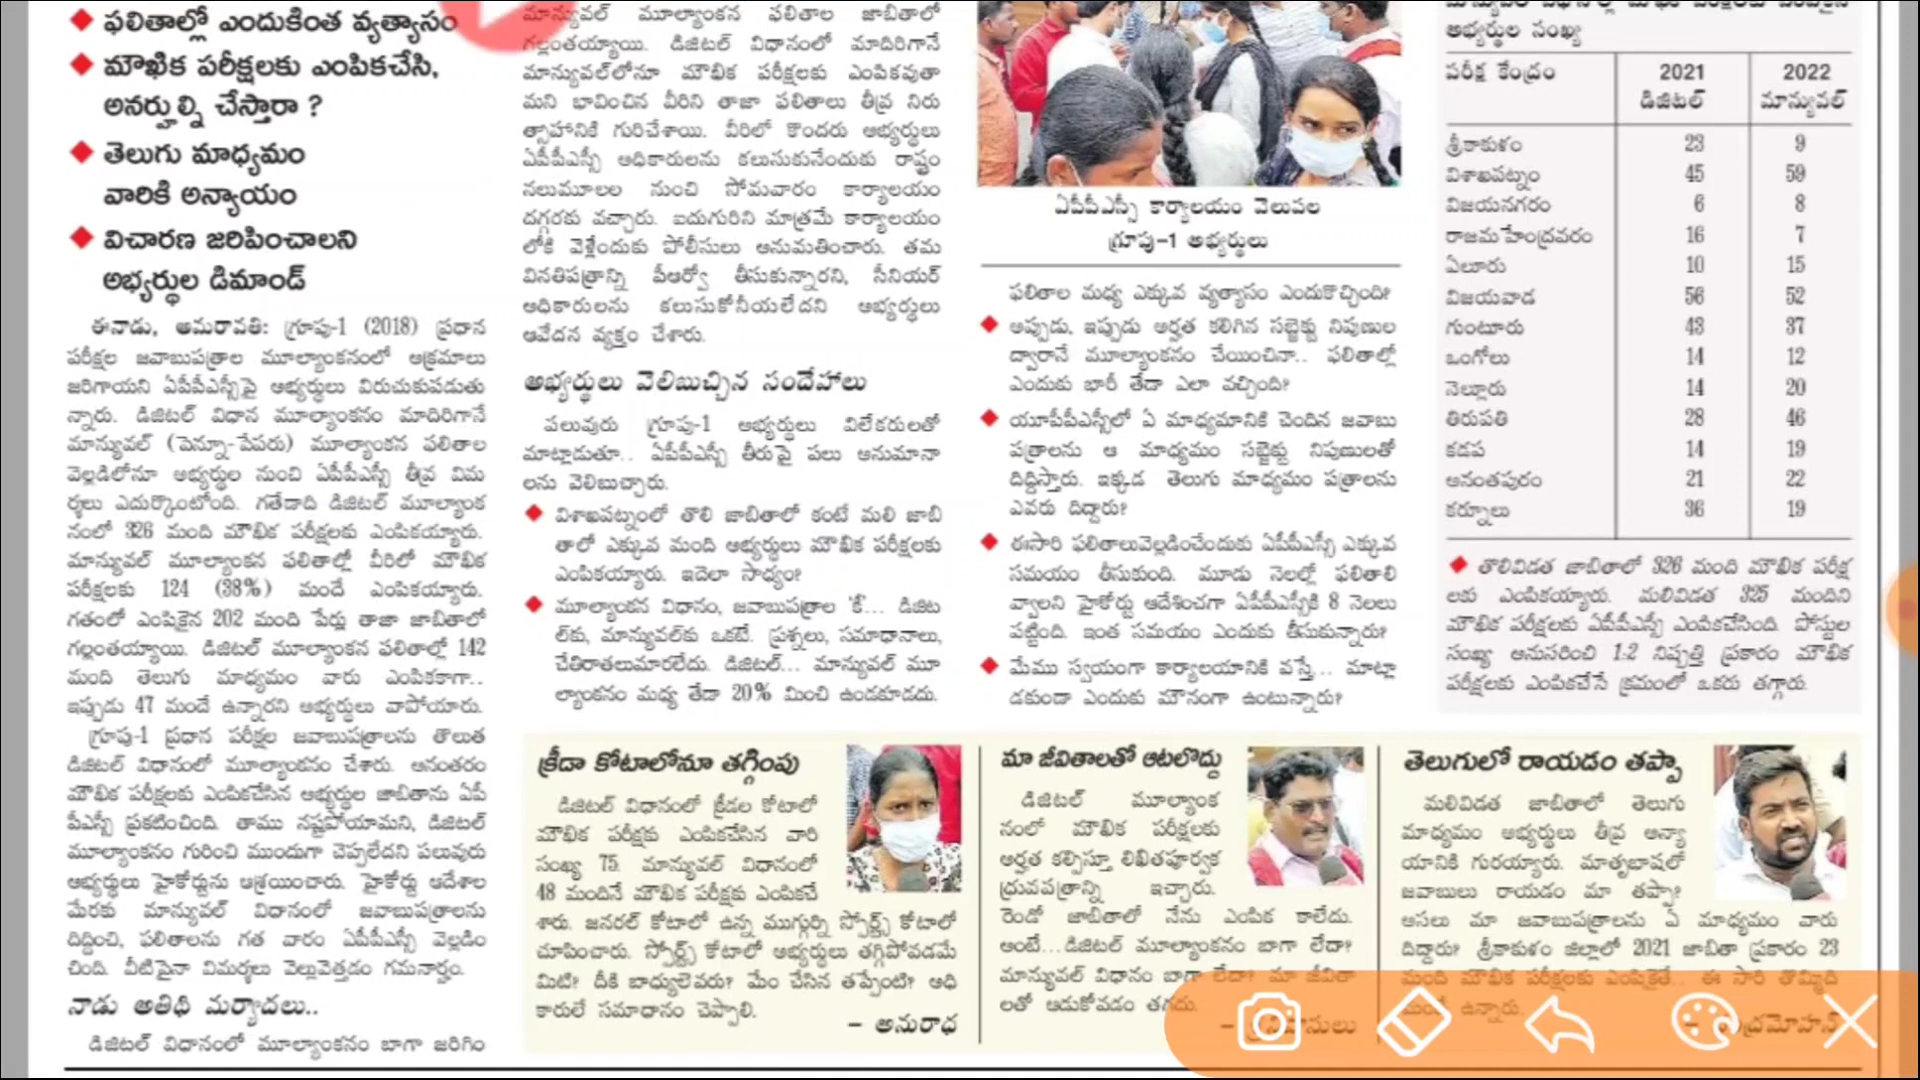 ఫలితాల్లో ఎందుకింత వ్యత్యాసం
మౌఖిక పరీక్షలకు ఎంపికచేసి,
అనర్హుల్ని చేస్తారా ?
తెలుగు మాధ్యమం
వారికి అన్యాయం
విచారణ జరిపించాలని
అభ్యర్థుల డిమాండ్
ఈనాడు, అమరావతి: గ్రూపు-1 (2018) ప్రధాన
పరీక్షల జవాబుపత్రాల మూల్యాంకనంలో అక్రమాలు
జరిగాయని ఏపీపీఎస్సీపై అభ్యర్థులు విరుచుకుపడుతు
న్నారు. డిజిటల్ విధాన మూల్యాంకనం మాదిరిగానే
మాన్యువల్ (పెన్నూ-పేపరు) మూల్యాంకన ఫలితాల
వెల్లడిలోనూ అభ్యర్థుల నుంచి ఏపీపీఎస్సీ తీవ్ర విమ
ర్శలు ఎదుర్కొంటోంది. గతేడాది డిజిటల్ మూల్యాంక
నంలో 326 మంది మౌఖిక పరీక్షలకు ఎంపికయ్యారు.
మాన్యువల్ మూల్యాంకన ఫలితాల్లో వీరిలో మౌఖిక
పరీక్షలకు 124 (38%) మందే ఎంపికయ్యారు.
గతంలో ఎంపికైన 202 మంది పేర్లు తాజా జాబితాలో
గల్లంతయ్యాయి. డిజిటల్ మూల్యాంకన ఫలితాల్లో 142
మంది తెలుగు మాధ్యమం వారు ఎంపికకాగా..
ఇప్పుడు 47 మందే ఉన్నారని అభ్యర్థులు వాపోయారు.
గ్రూపు-1 ప్రధాన పరీక్షల జవాబుపత్రాలను తొలుత
డిజిటల్ విధానంలో మూల్యాంకనం చేశారు. అనంతరం
మౌఖిక పరీక్షలకు ఎంపికచేసిన అభ్యర్థుల జాబితాను ఏపీ
పీఎస్సీ ప్రకటించింది. తాము నష్టపోయామని, డిజిటల్
మూల్యాంకనం గురించి ముందుగా చెప్పలేదని పలువురు
అభ్యర్థులు హైకోర్టును ఆశ్రయించారు. హైకోర్టు ఆదేశాల
మేరకు మాన్యువల్ విధానంలో జవాబుపత్రాలను
దిద్దించి, ఫలితాలను గత వారం ఏపీపీఎస్సీ వెల్లడిం
చింది. వీటిపైనా విమర్శలు వెల్లువెత్తడం గమనార్హం.
నాడు అతిథి మర్యాదలు..
డిజిటల్ విధానంలో మూల్యాంకనం బాగా జరిగిం
మాన్యువల్ మూల్యాంకన ఫలితాల జాబితాలో
గల్లంతయ్యాయి. డిజిటల్ విధానంలో మాదిరిగానే
మాన్యువల్‌లోనూ మౌఖిక పరీక్షలకు ఎంపికవుతా
మని భావించిన వీరిని తాజా ఫలితాలు తీవ్ర నిరు
త్సాహానికి గురిచేశాయి. వీరిలో కొందరు అభ్యర్థులు
ఏపీపీఎస్సీ అధికారులను కలుసుకునేందుకు రాష్ట్రం
నలుమూలల నుంచి సోమవారం కార్యాలయం
దగ్గరకు వచ్చారు. ఐదుగురిని మాత్రమే కార్యాలయం
లోకి వెళ్లేందుకు పోలీసులు అనుమతించారు. తమ
వినతిపత్రాన్ని పీఆర్వో తీసుకున్నారని, సీనియర్
అధికారులను కలుసుకోనీయలేదని అభ్యర్థులు
ఆవేదన వ్యక్తం చేశారు.
అభ్యర్థులు వెలిబుచ్చిన సందేహాలు
పలువురు గ్రూపు-1 అభ్యర్థులు విలేకరులతో
మాట్లాడుతూ.. ఏపీపీఎస్సీ తీరుపై పలు అనుమానా
లను వెలిబుచ్చారు.
విశాఖపట్నంలో తొలి జాబితాలో కంటే మలి జాబి
తాలో ఎక్కువ మంది అభ్యర్థులు మౌఖిక పరీక్షలకు
ఎంపికయ్యారు. ఇదెలా సాధ్యం?
మూల్యాంకన విధానం, జవాబుపత్రాల 'కీ'... డిజిట
ల్‌కు, మాన్యువల్‌కు ఒకటే. ప్రశ్నలు, సమాధానాలు,
చేతిరాతలుమారలేదు. డిజిటల్... మాన్యువల్ మూ
ల్యాంకనం మధ్య తేడా 20% మించి ఉండకూడదు.
ఏపీపీఎస్సీ కార్యాలయం వెలుపల
గ్రూపు-1 అభ్యర్థులు
ఫలితాల మధ్య ఎక్కువ వ్యత్యాసం ఎందుకొచ్చింది?
అప్పుడు, ఇప్పుడు అర్హత కలిగిన సబ్జెక్టు నిపుణుల
ద్వారానే మూల్యాంకనం చేయించినా.. ఫలితాల్లో
ఎందుకు భారీ తేడా ఎలా వచ్చింది?
యూపీపీఎస్సీలో ఏ మాధ్యమానికి చెందిన జవాబు
పత్రాలను ఆ మాధ్యమం సబ్జెక్టు నిపుణులతో
దిద్దిస్తారు. ఇక్కడ తెలుగు మాధ్యమం పత్రాలను
ఎవరు దిద్దారు?
ఈసారి ఫలితాలువెల్లడించేందుకు ఏపీపీఎస్సీ ఎక్కువ
సమయం తీసుకుంది. మూడు నెలల్లో ఫలితాలి
వ్వాలని హైకోర్టు ఆదేశించగా ఏపీపీఎస్సీకి 8 నెలలు
పట్టింది. ఇంత సమయం ఎందుకు తీసుకున్నారు?
మేము స్వయంగా కార్యాలయానికి వస్తే... మాట్లా
డకుండా ఎందుకు మౌనంగా ఉంటున్నారు?
అభ్యర్థుల సంఖ్య
పరీక్ష కేంద్రం 2021 డిజిటల్ 2022 మాన్యువల్
శ్రీకాకుళం 23 9
విశాఖపట్నం 45 59
విజయనగరం 6 8
రాజమహేంద్రవరం 16 7
ఏలూరు 10 15
విజయవాడ 56 52
గుంటూరు 43 37
ఒంగోలు 14 12
నెల్లూరు 14 20
తిరుపతి 28 46
కడప 14 19
అనంతపురం 21 22
కర్నూలు 36 19
తొలివిడత జాబితాలో 326 మంది మౌఖిక పరీక్ష
లకు ఎంపికయ్యారు. మలివిడత 325 మందిని
మౌఖిక పరీక్షలకు ఏపీపీఎస్సీ ఎంపికచేసింది. పోస్టుల
సంఖ్య అనుసరించి 1:2 నిష్పత్తి ప్రకారం మౌఖిక
పరీక్షలకు ఎంపికచేసే క్రమంలో ఒకరు తగ్గారు.
క్రీడా కోటాలోనూ తగ్గింపు
డిజిటల్ విధానంలో క్రీడల కోటాలో
మౌఖిక పరీక్షకు ఎంపికచేసిన వారి
సంఖ్య 75. మాన్యువల్ విధానంలో
48 మందినే మౌఖిక పరీక్షకు ఎంపికచే
శారు. జనరల్ కోటాలో ఉన్న ముగ్గుర్ని స్పోర్ట్స్ కోటాలో
చూపించారు. స్పోర్ట్స్ కోటాలో అభ్యర్థులు తగ్గిపోవడమే
మిటి? దీకి బాధ్యులెవరు? మేం చేసిన తప్పేంటి? అధి
కారులే సమాధానం చెప్పాలి.
– అనురాధ
మా జీవితాలతో ఆటలొద్దు
డిజిటల్ మూల్యాంక
నంలో మౌఖిక పరీక్షలకు
అర్హత కల్పిస్తూ లిఖితపూర్వక
ధ్రువపత్రాన్ని ఇచ్చారు.
రెండో జాబితాలో నేను ఎంపిక కాలేదు.
అంటే...డిజిటల్ మూల్యాంకనం బాగా లేదా?
మాన్యువల్ విధానం బాగా లేదా? మా జీవితా
లతో ఆడుకోవడం తగదు.
తెలుగులో రాయడం తప్పా
మలివిడత జాబితాలో తెలుగు
మాధ్యమం అభ్యర్థులు తీవ్ర అన్యా
యానికి గురయ్యారు. మాతృభాషలో
జవాబులు రాయడం మా తప్పా?
అసలు మా జవాబుపత్రాలను ఏ మాధ్యమం వారు
దిద్దారు? శ్రీకాకుళం జిల్లాలో 2021 జాబితా ప్రకారం 23
మంది మౌఖిక పరీక్షలకు ఎంపికైతే.. ఈ సారి తొమ్మిది
మందే ఉన్నారు.